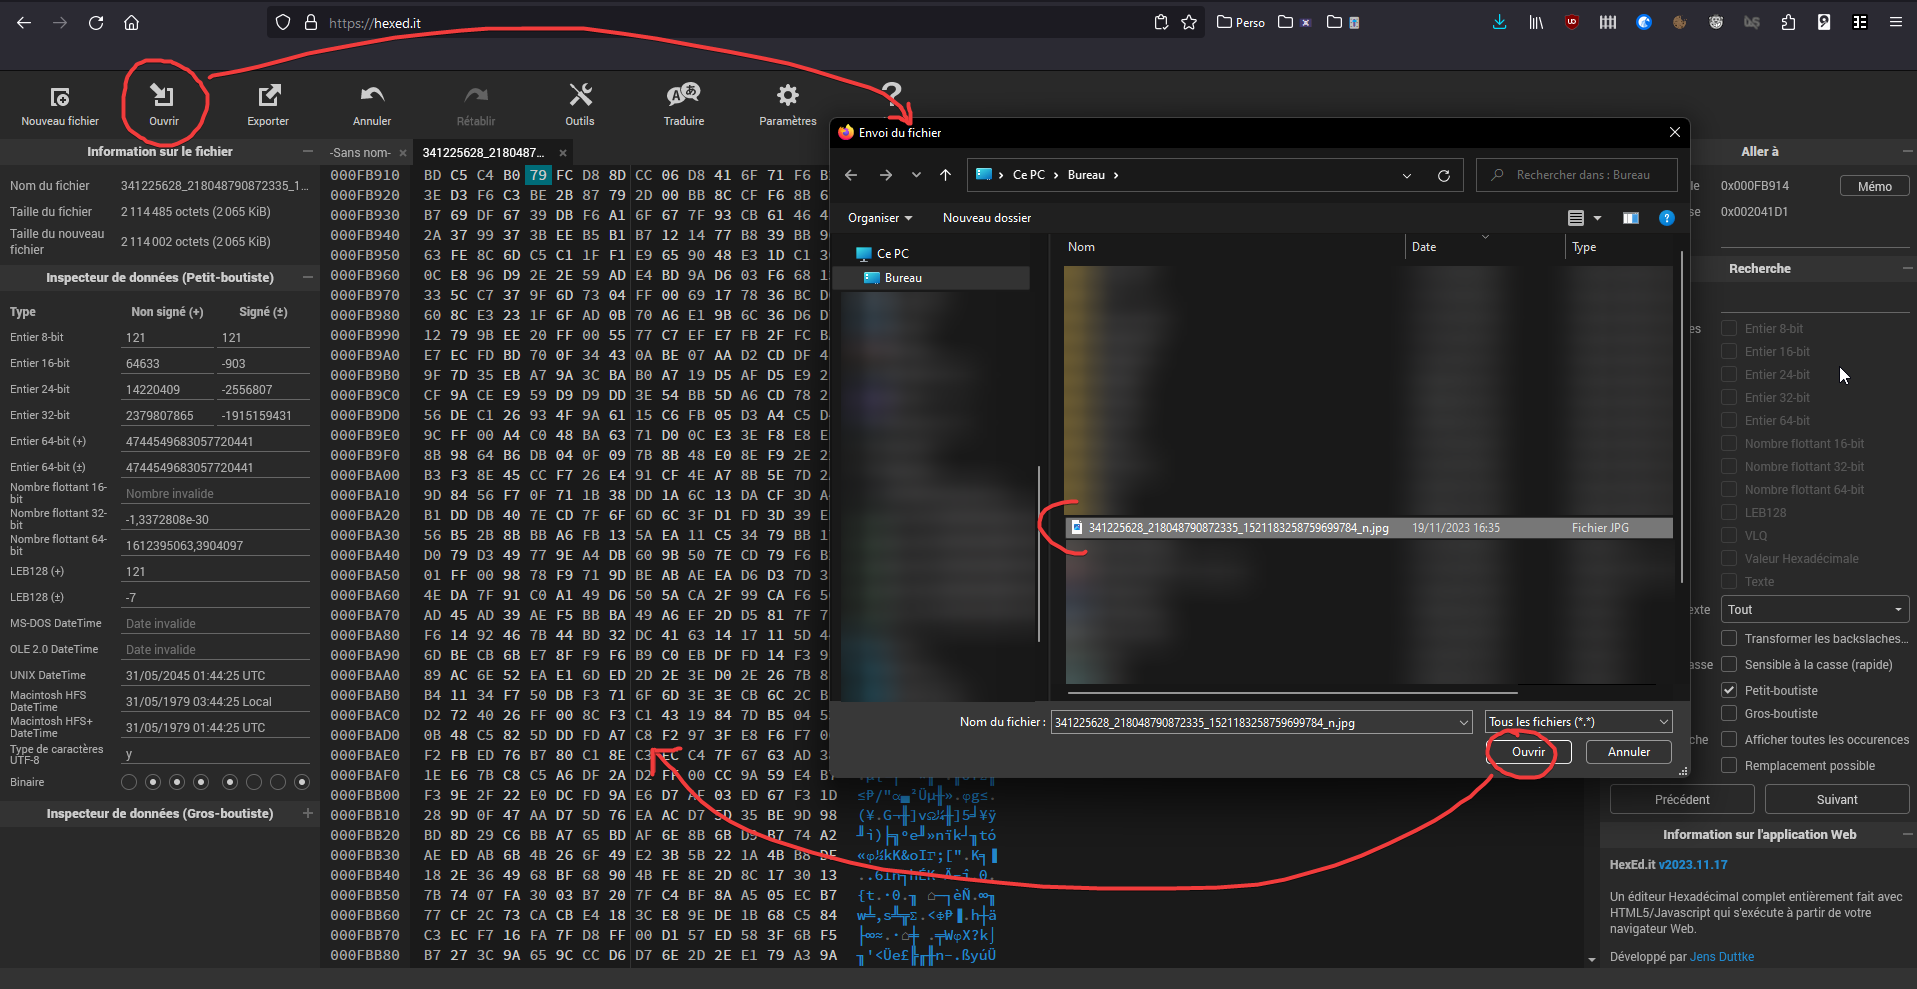 https://hexed.it
Perso
Nouveau fichier
Ouvrir
Exporter
Annuler
Rétablir
Outils
Traduire
Paramètres
Information sur le fichier
Nom du fichier 341225628_218048790872335_1...
Taille du fichier 2 114 485 octets (2 065 KiB)
Taille du nouveau fichier 2 114 002 octets (2 065 KiB)
Inspecteur de données (Petit-boutiste)
Type Non signé (+) Signé (±)
Entier 8-bit 121 121
Entier 16-bit 64633 -903
Entier 24-bit 14220409 -2556807
Entier 32-bit 2379807865 -1915159431
Entier 64-bit (+) 4744549683057720441
Entier 64-bit (±) 4744549683057720441
Nombre flottant 16-bit Nombre invalide
Nombre flottant 32-bit -1,3372808e-30
Nombre flottant 64-bit 1612395063,3904097
LEB128 (+) 121
LEB128 (±) -7
MS-DOS DateTime Date invalide
OLE 2.0 DateTime Date invalide
UNIX DateTime 31/05/2045 01:44:25 UTC
Macintosh HFS DateTime 31/05/1979 03:44:25 Local
Macintosh HFS+ DateTime 31/05/1979 01:44:25 UTC
Type de caractères UTF-8 y
Binaire
Inspecteur de données (Gros-boutiste)
-Sans nom-
341225628_2180487...
000FB910 BD C5 C4 B0 79 FC D8 8D CC 06 D8 41 6F 71 F6
000FB920 3E D3 F6 C3 BE 2B 87 79 2D 00 BB 8C CF F6 8B
000FB930 B7 69 DF 67 39 DB F6 A1 6F 67 7F 93 CB 61 46
000FB940 2A 37 99 37 3B EE B5 B1 B7 12 14 77 B8 39 BB
000FB950 63 FE 8C 6D C5 C1 1F F1 E9 65 90 48 E3 1D C1
000FB960 0C E8 96 D9 2E 2E 59 AD E4 BD 9A D6 03 F6 68
000FB970 33 5C C7 37 9F 6D 73 04 FF 00 69 17 78 36 BC
000FB980 60 8C E3 23 1F 6F AD 0B 70 A6 E1 9B 6C 36 D6
000FB990 12 79 9B EE 20 FF 00 55 77 C7 EF E7 FB 2F FC
000FB9A0 E7 EC FD BD 70 0F 34 43 0A BE 07 AA D2 CD DF
000FB9B0 9F 7D 35 EB A7 9A 3C BA B0 A7 19 D5 AF D5 E9
000FB9C0 CF 9A CE E9 59 D9 D9 DD 3E 54 BB 5D A6 CD 78
000FB9D0 56 DE C1 26 93 4F 9A 61 15 C6 FB 05 D3 A4 C5
000FB9E0 9C FF 00 A4 C0 48 BA 63 71 D0 0C E3 3E F8 E8
000FB9F0 8B 98 64 B6 DB 04 0F 09 7B 8B 48 E0 8E F9 2E
000FBA00 B3 F3 8E 45 CC F7 26 E4 91 CF 4E A7 8B 5E 7D
000FBA10 9D 84 56 F7 0F 71 1B 38 DD 1A 6C 13 DA CF 3D
000FBA20 B1 DD DB 40 7E CD 7F 6F 6D 6C 3F D1 FD 3D 39
000FBA30 56 B5 2B 8B BB A6 FB 13 5A EA 11 C5 34 79 BB
000FBA40 D0 79 D3 49 77 9E A4 DB 60 9B 50 7E CD 79 F6
000FBA50 01 FF 00 98 78 F9 71 9D BE AB AE EA D6 D3 7D
000FBA60 4E DA 7F 91 C0 A1 49 D6 50 5A CA 2F 99 CA F6
000FBA70 AD 45 AD 39 AE F5 BB BA 49 A6 EF 2D D5 81 7F
000FBA80 F6 14 92 46 7B 44 BD 32 DC 41 63 14 17 11 5D
000FBA90 6D BE CB 6B E7 8F F9 F6 B9 C0 EB DF FD 14 F3
000FBAA0 89 AC 6E 52 EA E1 6D ED 2D 2E 3E D0 2E 26 7B
000FBAB0 B4 11 34 F7 50 DB F3 71 6F 6D 3E 3E CB 6C 2C
000FBAC0 D2 72 40 26 FF 00 8C F3 C1 43 19 84 7D B5 04
000FBAD0 0B 48 C5 82 5D DD FD A7 C8 F2 97 3F E8 F6 F7
000FBAE0 F2 FB ED 76 B7 80 C1 8E C3 EC C4 7F 67 63 AD
000FBAF0 1E E6 7B C8 C5 A6 DF 2A D2 FF 00 CC 9A 59 E4 B7
000FBB00 F3 9E 2F 22 E0 DC FD 9A E6 D7 AF 03 ED 67 F3 1D
000FBB10 28 9D 0F 47 AA D7 5D 76 EA AC D7 5D 35 BE 9D 98
000FBB20 BD 8D 29 C6 BB A7 65 BD AF 6E 8B 6B D9 B7 74 A2
000FBB30 AE ED AB 6B 4B 26 6F 49 E2 3B 5B 22 1A 4B B8 DE
000FBB40 18 2E 36 49 68 BF 68 90 4B FE 8E 2D 8C 17 30 13
000FBB50 7B 74 07 FA 30 03 B7 20 7F C4 BF 8A A5 05 EC B7
000FBB60 77 CF 2C 73 CA CB E4 18 3C E8 9E DE 1B 68 C5 84
000FBB70 C3 EC F7 16 FA 7F D8 FF 00 D1 57 ED 58 3F 6B F5
000FBB80 B7 27 3C 9A 65 9C CC D6 D7 6E 2D 2E E1 79 A3 9A
Envoi du fichier
Ce PC
Bureau
Rechercher dans : Bureau
Organiser
Nouveau dossier
Ce PC
Bureau
Nom Date Type
341225628_218048790872335_1521183258759699784_n.jpg 19/11/2023 16:35 Fichier JPG
Nom du fichier : 341225628_218048790872335_1521183258759699784_n.jpg
Tous les fichiers (*.*)
Ouvrir
Annuler
Aller à
0x000FB914
Mémo
0x002041D1
Recherche
Entier 8-bit
Entier 16-bit
Entier 24-bit
Entier 32-bit
Entier 64-bit
Nombre flottant 16-bit
Nombre flottant 32-bit
Nombre flottant 64-bit
LEB128
VLQ
Valeur Hexadécimale
Texte
Tout
Transformer les backslaches...
Sensible à la casse (rapide)
Petit-boutiste
Gros-boutiste
Afficher toutes les occurences
Remplacement possible
Précédent
Suivant
Information sur l'application Web
HexEd.it v2023.11.17
Un éditeur Hexadécimal complet entièrement fait avec
HTML5/Javascript qui s'exécute à partir de votre
navigateur Web.
Développé par Jens Duttke